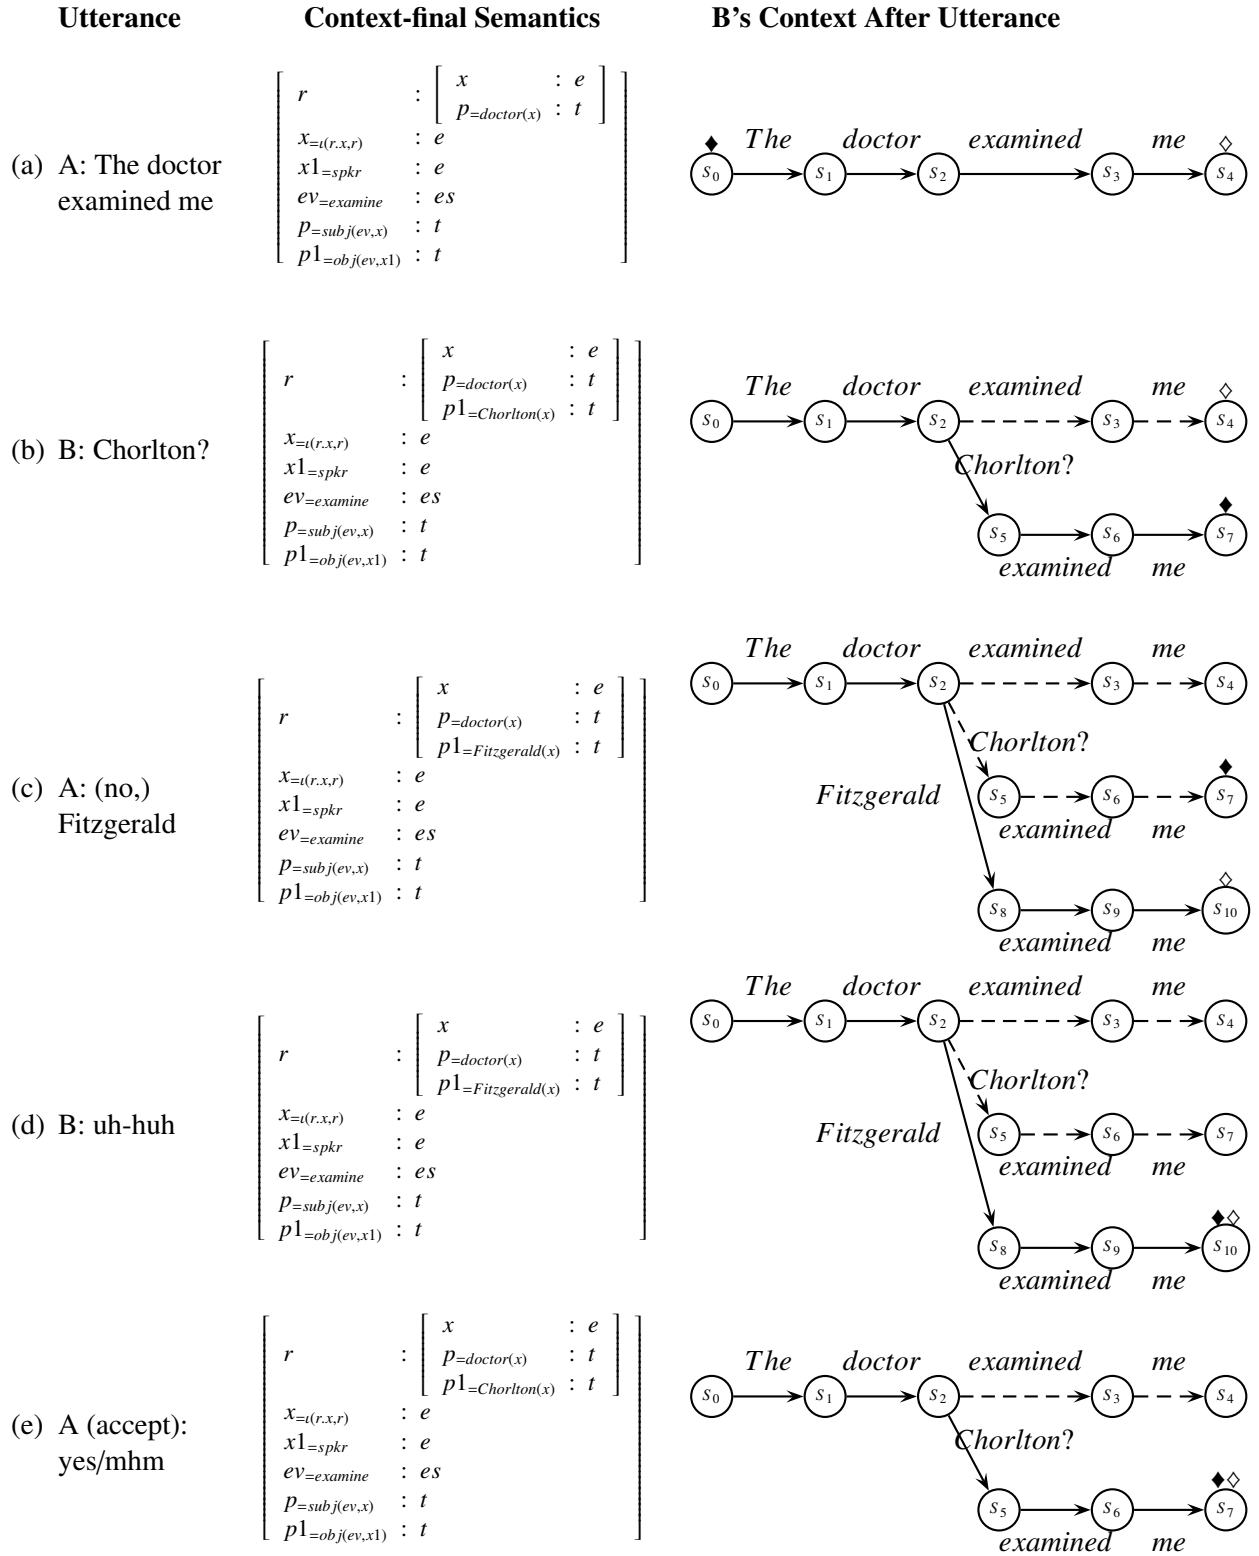 Utterance Context-final Semantics B's Context After Utterance
(a) A: The doctor examined me
r : [ x : e
p=doctor(x) : t ]
x=ι(r.x,r) : e
x1=spkr : e
ev=examine : es
p=subj(ev,x) : t
p1=obj(ev,x1) : t
The doctor examined me
♦ ◊
S0 S1 S2 S3 S4
(b) B: Chorlton?
r : [ x : e
p=doctor(x) : t
p1=Chorlton(x) : t ]
x=ι(r.x,r) : e
x1=spkr : e
ev=examine : es
p=subj(ev,x) : t
p1=obj(ev,x1) : t
The doctor examined me
◊
S0 S1 S2 S3 S4
Chorlton?
♦
S5 S6 S7
examined me
(c) A: (no,) Fitzgerald
r : [ x : e
p=doctor(x) : t
p1=Fitzgerald(x) : t ]
x=ι(r.x,r) : e
x1=spkr : e
ev=examine : es
p=subj(ev,x) : t
p1=obj(ev,x1) : t
The doctor examined me
S0 S1 S2 S3 S4
Chorlton?
♦
Fitzgerald S5 S6 S7
examined me
◊
S8 S9 S10
examined me
(d) B: uh-huh
r : [ x : e
p=doctor(x) : t
p1=Fitzgerald(x) : t ]
x=ι(r.x,r) : e
x1=spkr : e
ev=examine : es
p=subj(ev,x) : t
p1=obj(ev,x1) : t
The doctor examined me
S0 S1 S2 S3 S4
Chorlton?
Fitzgerald S5 S6 S7
examined me
♦◊
S8 S9 S10
examined me
(e) A (accept): yes/mhm
r : [ x : e
p=doctor(x) : t
p1=Chorlton(x) : t ]
x=ι(r.x,r) : e
x1=spkr : e
ev=examine : es
p=subj(ev,x) : t
p1=obj(ev,x1) : t
The doctor examined me
S0 S1 S2 S3 S4
Chorlton?
♦◊
S5 S6 S7
examined me